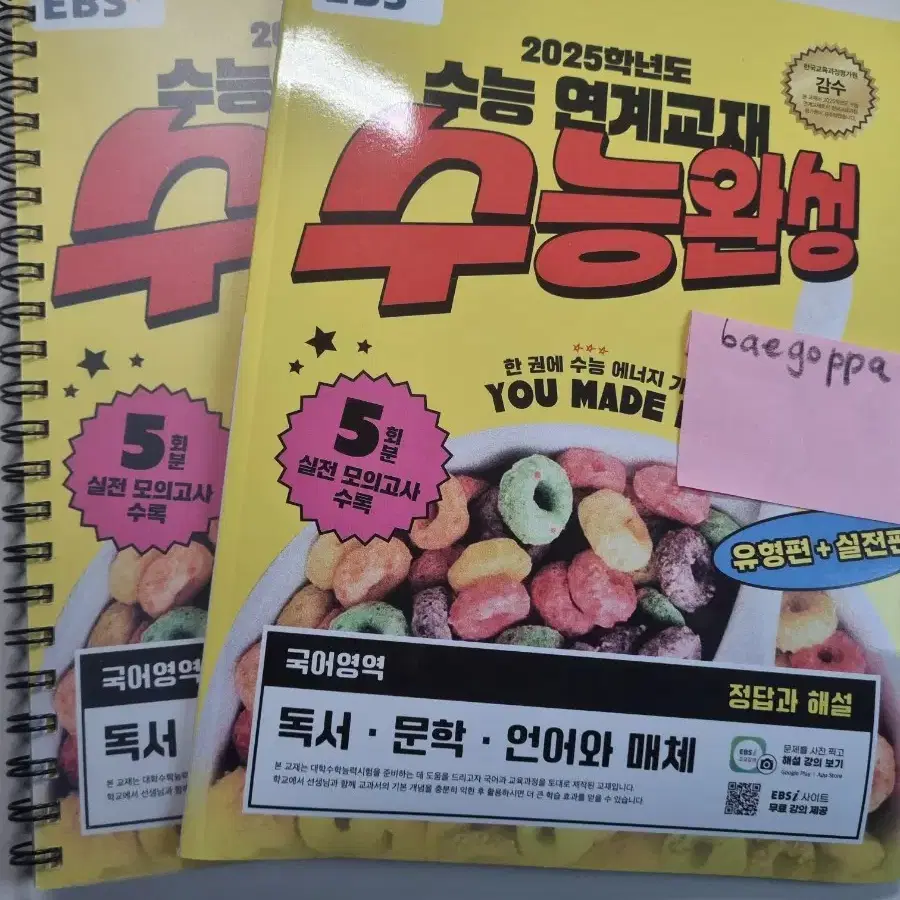 EBS
수능
5회분
실전 모의고사
수록
국어영역
독서
EBS
2025학년도
수능 연계교재
수능완성
한국교육과정평가원
감수
한 권에 수능 에너지
YOU MADE
baegoppa
5회분
실전 모의고사
수록
유형편+실전편
국어영역
정답과 해설
독서·문학·언어와 매체
본 교재는 대학수학능력시험을 준비하는 데 도움을 드리고자 국어과 교육과정을 토대로 제작된 교재입니다.
학교에서 선생님과 함께 교과서의 기본 개념을 충분히 익힌 후 활용하시면 더 큰 학습 효과를 얻을 수 있습니다.
EBSi
문제를 사진 찍고
해설 강의 보기
Google Play | App Store
EBSi 사이트
무료 강의 제공